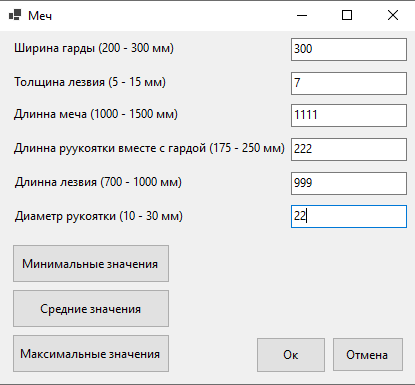 Меч
Ширина гарды (200 - 300 мм) 300
Толщина лезвия (5 - 15 мм) 7
Длинна меча (1000 - 1500 мм) 1111
Длинна руукоятки вместе с гардой (175 - 250 мм) 222
Длинна лезвия (700 - 1000 мм) 999
Диаметр рукоятки (10 - 30 мм) 22
Минимальные значения
Средние значения
Максимальные значения Ок Отмена